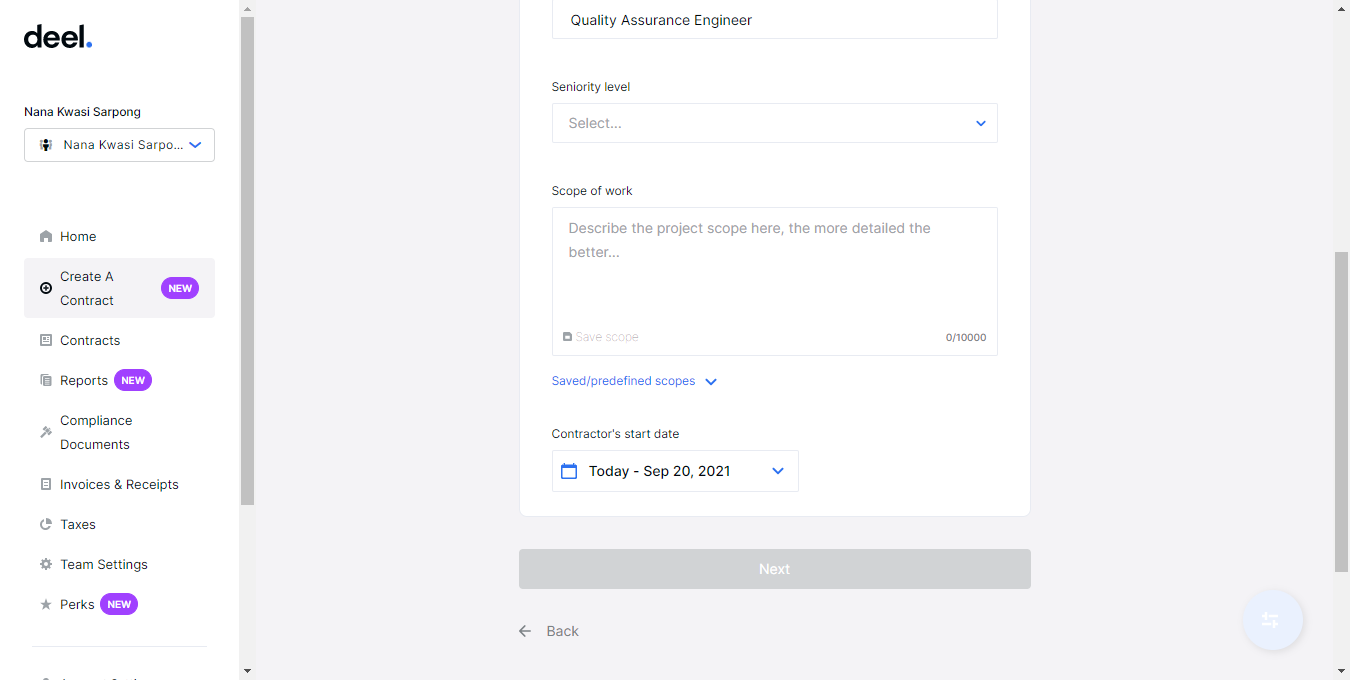 deel.
Nana Kwasi Sarpong
Nana Kwasi Sarpo...
Home
Create A
Contract
NEW
Contracts
Reports NEW
Compliance
Documents
Invoices & Receipts
Taxes
Team Settings
Perks NEW
Quality Assurance Engineer
Seniority level
Select...
Scope of work
Describe the project scope here, the more detailed the
better...
Save scope 0/10000
Saved/predefined scopes
Contractor's start date
Today - Sep 20, 2021
Next
Back